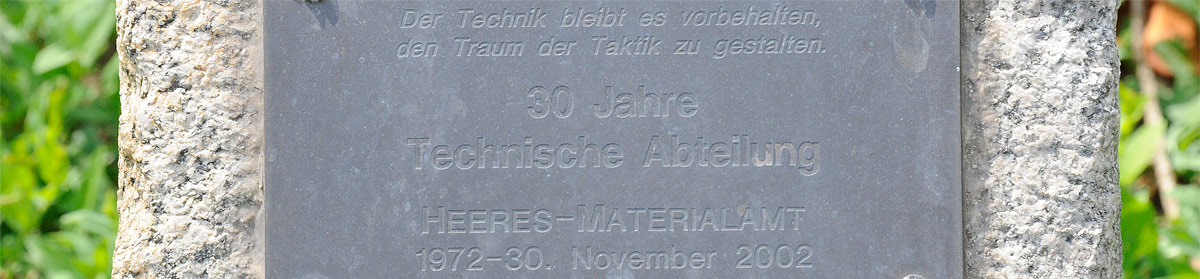 Der Technik bleibt es vorbehalten,
den Traum der Taktik zu gestalten.
30 Jahre
Technische Abteilung
HEERES-MATERIALAMT
1972-30. November 2002